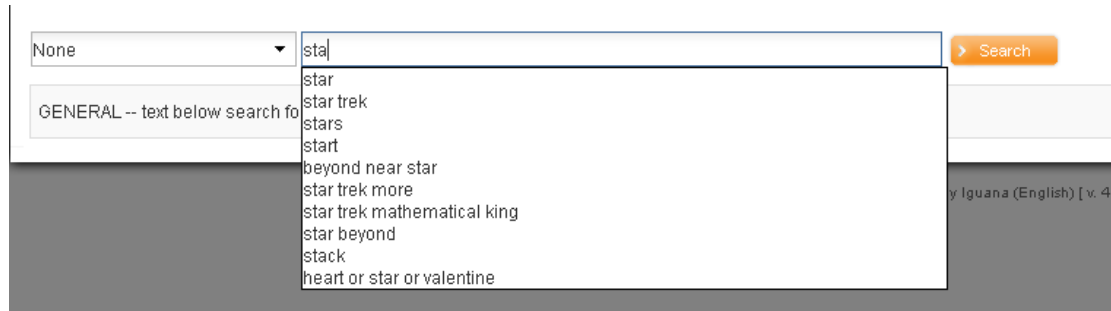 None
sta
Search
GENERAL -- text below search fo
star
star trek
stars
start
beyond near star
star trek more
star trek mathematical king
star beyond
stack
heart or star or valentine
y Iguana (English) [ v. 4